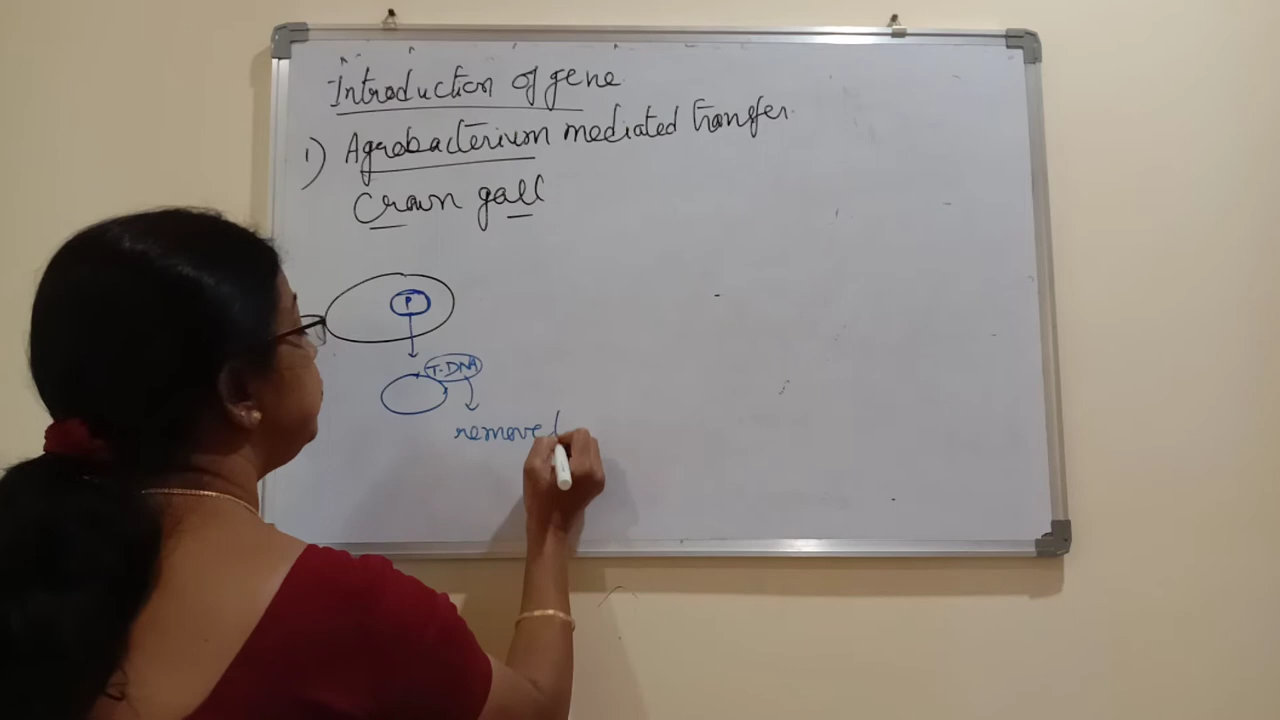 Introduction of gene
1) Agrobacterium mediated transfer.
Crown gall
P
T-DNA
removed